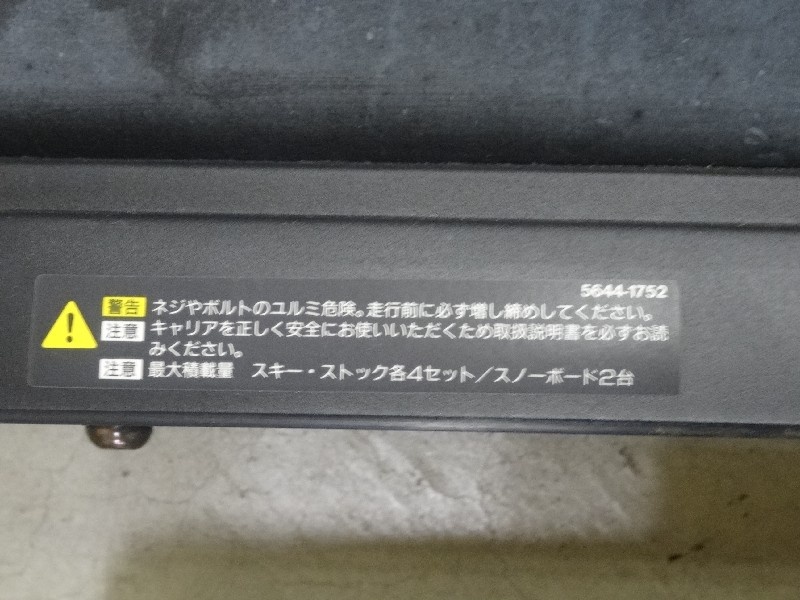 5644-1752
警告 ネジやボルトのユルミ危険。走行前に必ず増し締めしてください。
注意 キャリアを正しく安全にお使いいただくため取扱説明書を必ずお読
みください。
注意 最大積載量 スキー・ストック各4セット／スノーボード2台